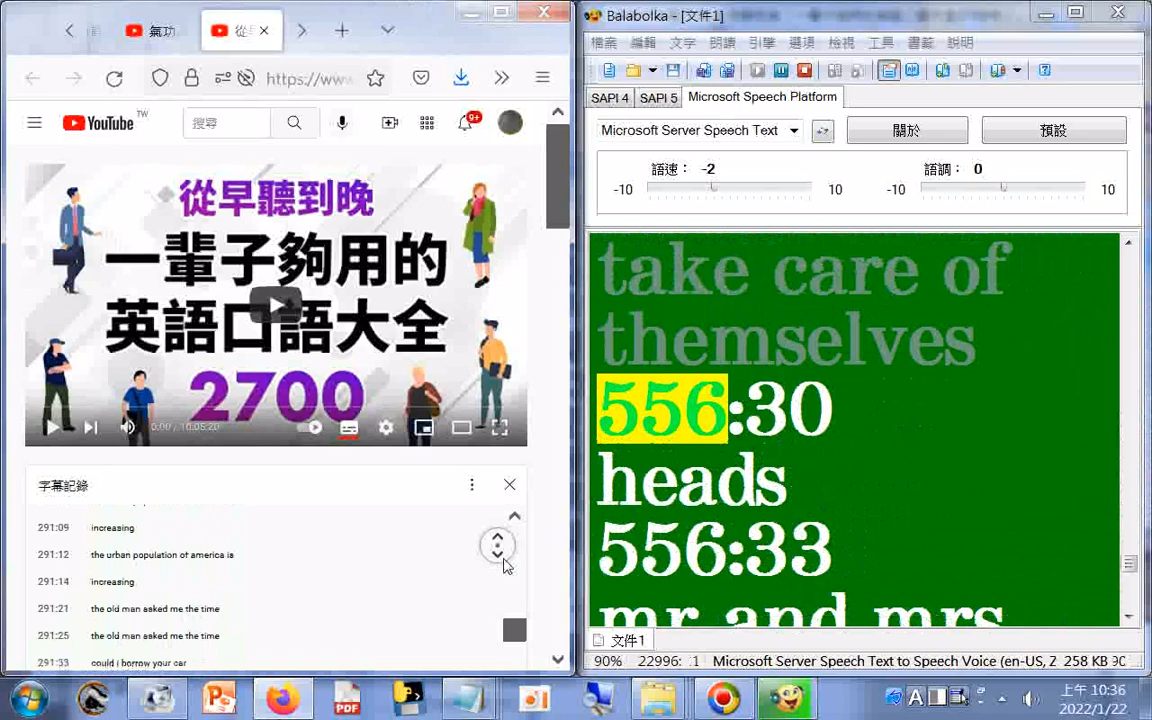 氣功
從
https://www
YouTube TW
搜尋
9+
從早聽到晚
一輩子夠用的
英語口語大全
2700
0:00 / 10:05:20
字幕記錄
291:09 increasing
291:12 the urban population of america is
291:14 increasing
291:21 the old man asked me the time
291:25 the old man asked me the time
291:33 could i borrow your car
Balabolka - [文件1]
檔案 編輯 文字 朗讀 引擎 選項 檢視 工具 書籤 說明
SAPI 4 SAPI 5 Microsoft Speech Platform
Microsoft Server Speech Text
關於
預設
語速： -2
語調： 0
-10 10 -10 10
take care of
themselves
556:30
heads
556:33
mr and mrs
文件1
90% 22996: Microsoft Server Speech Text to Speech Voice (en-US, Z 258 KB
PDF
A
上午 10:36
2022/1/22